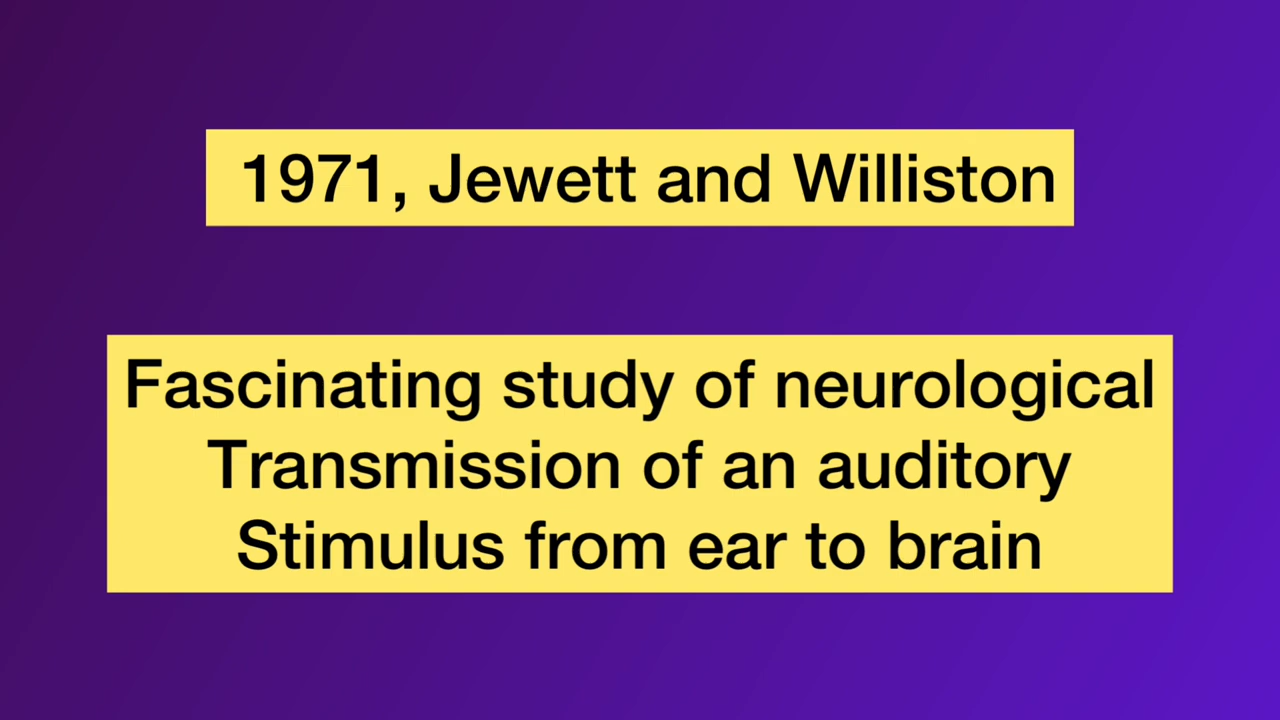 1971, Jewett and Williston
Fascinating study of neurological
Transmission of an auditory
Stimulus from ear to brain